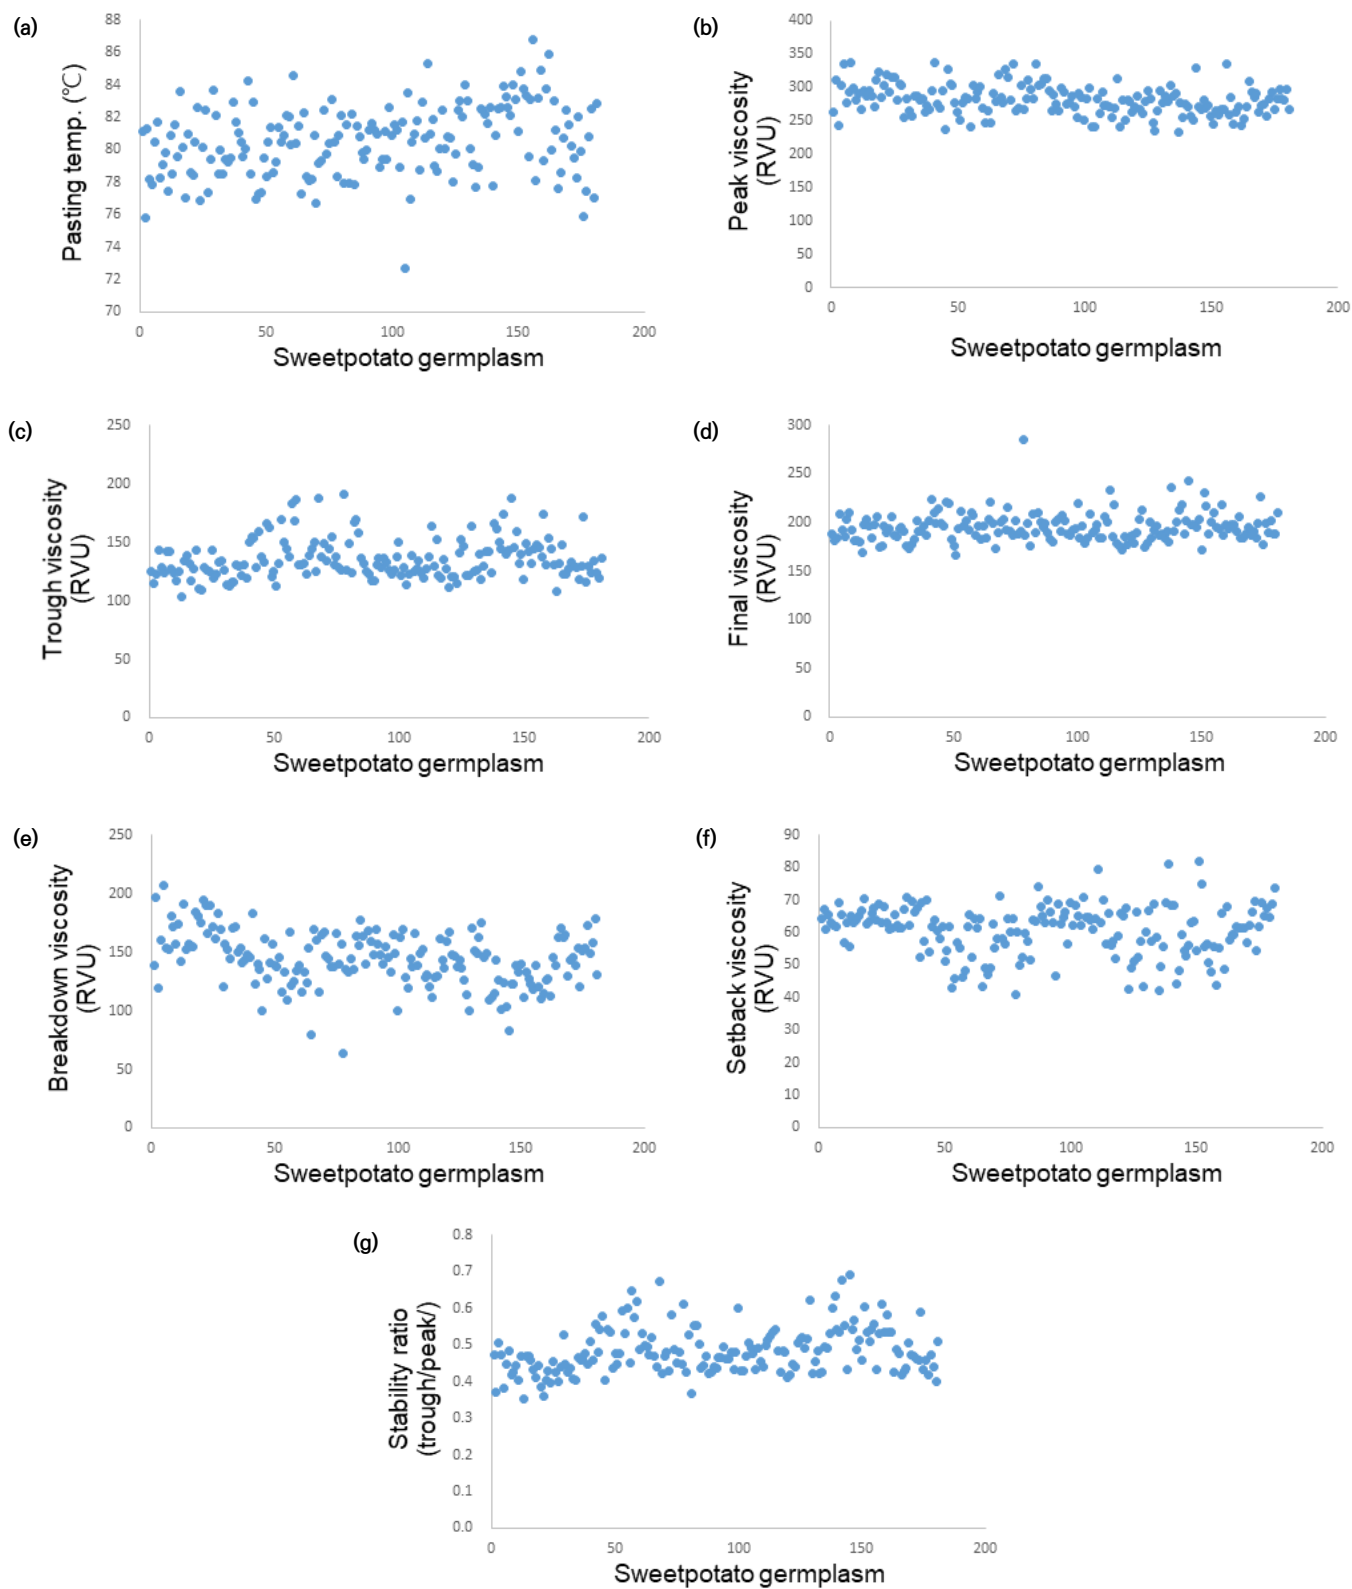 (a)
88
86
84
82
80
78
76
74
72
70
Pasting temp. (℃)
0 50 100 150 200
Sweetpotato germplasm
(b)
400
350
300
250
200
150
100
50
0
Peak viscosity
(RVU)
0 50 100 150 200
Sweetpotato germplasm
(c)
250
200
150
100
50
0
Trough viscosity
(RVU)
0 50 100 150 200
Sweetpotato germplasm
(d)
300
250
200
150
100
50
0
Final viscosity
(RVU)
0 50 100 150 200
Sweetpotato germplasm
(e)
250
200
150
100
50
0
Breakdown viscosity
(RVU)
0 50 100 150 200
Sweetpotato germplasm
(f)
90
80
70
60
50
40
30
20
10
0
Setback viscosity
(RVU)
0 50 100 150 200
Sweetpotato germplasm
(g)
0.8
0.7
0.6
0.5
0.4
0.3
0.2
0.1
0.0
Stability ratio
(trough/peak/)
0 50 100 150 200
Sweetpotato germplasm